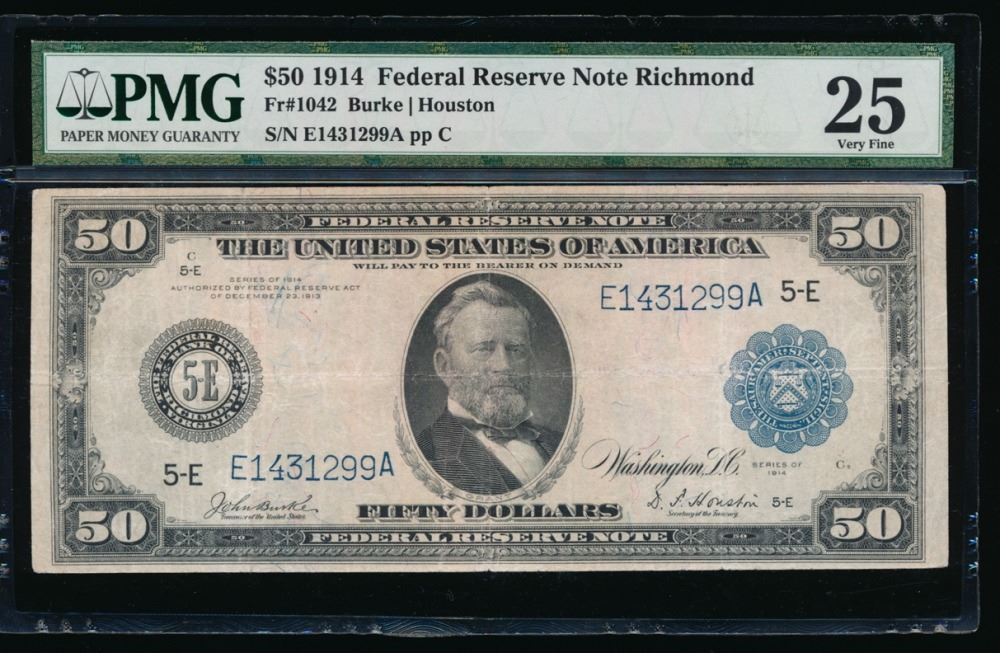 PMG
PAPER MONEY GUARANTY
$50 1914 Federal Reserve Note Richmond
Fr#1042 Burke | Houston
S/N E1431299A pp C
25
Very Fine
50
FEDERAL RESERVE NOTE
50
THE UNITED STATES OF AMERICA
WILL PAY TO THE BEARER ON DEMAND
C
5-E
SERIES OF 1914
AUTHORIZED BY FEDERAL RESERVE ACT
OF DECEMBER 23, 1913
E1431299A 5-E
5-E
5-E E1431299A
Washington, D.C.
SERIES OF
1914
John Burke
Treasurer of the United States
GRANT
FIFTY DOLLARS
D. F. Houston 5-E
Secretary of the Treasury
50
FEDERAL RESERVE NOTE
50